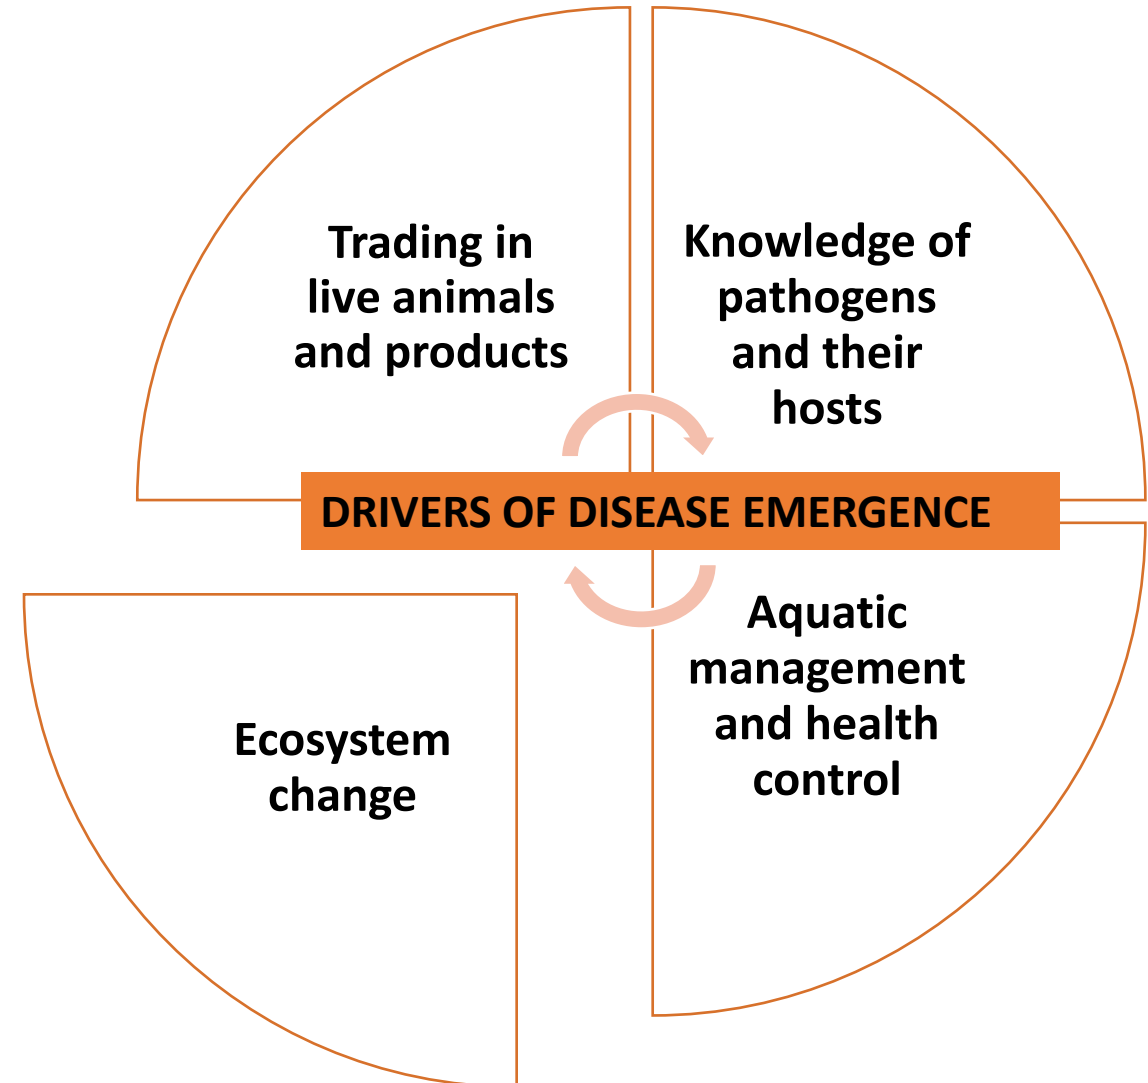 Trading in
live animals
and products
Knowledge of
pathogens
and their
hosts
DRIVERS OF DISEASE EMERGENCE
Ecosystem
change
Aquatic
management
and health
control